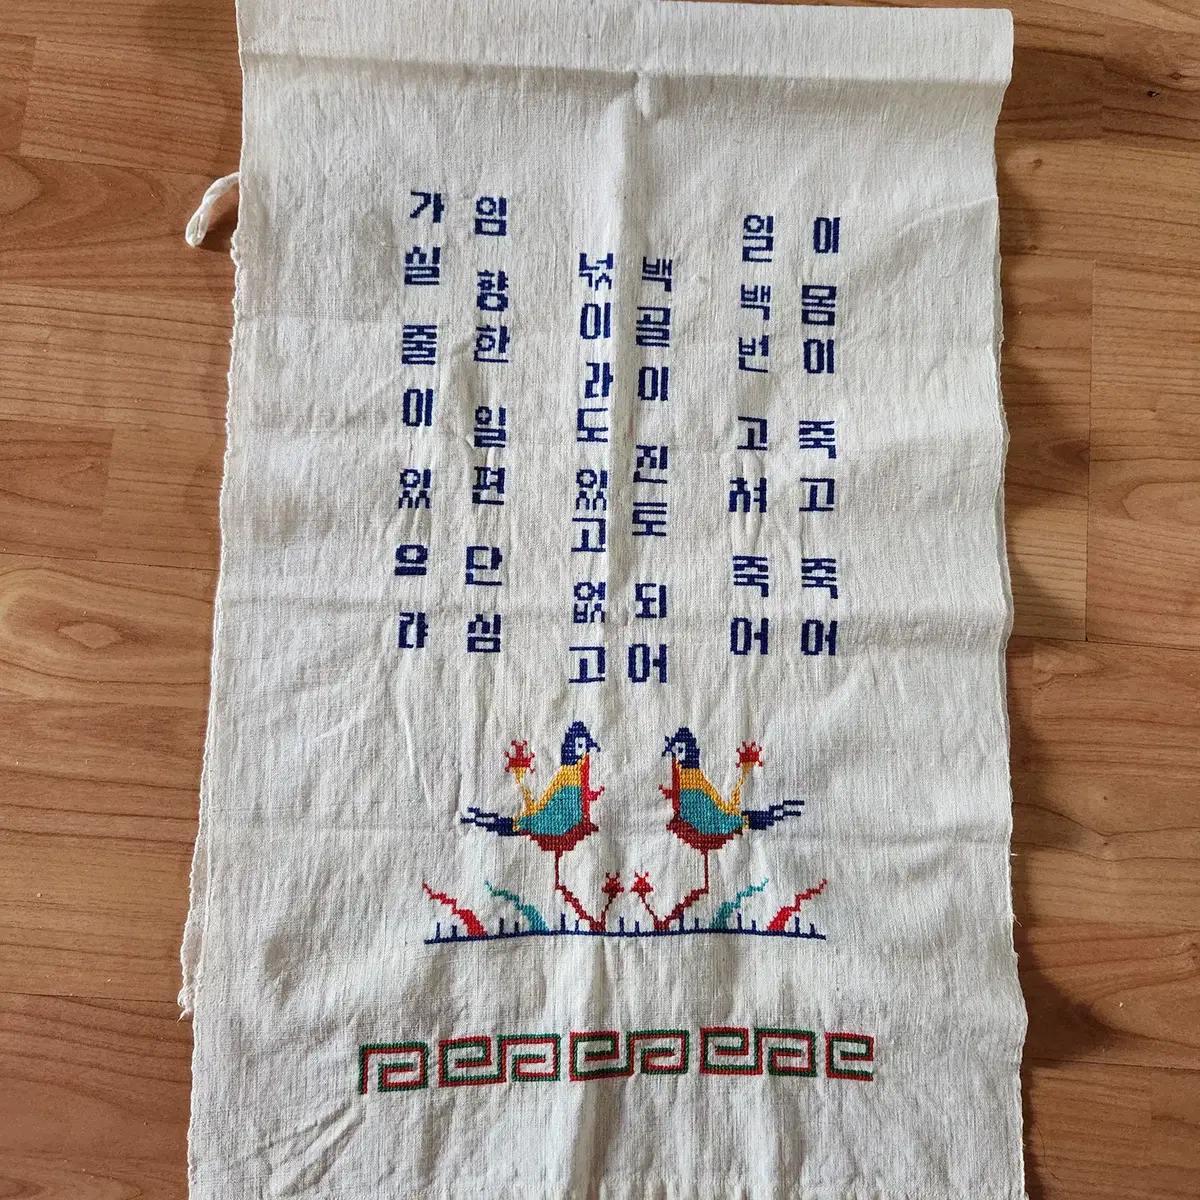 이 몸이 죽고 죽어
일 백번 고쳐 죽어
백골이 진토 되어
넋이라도 있고 없고
임 향한 일편 단심
가실 줄이 있으랴